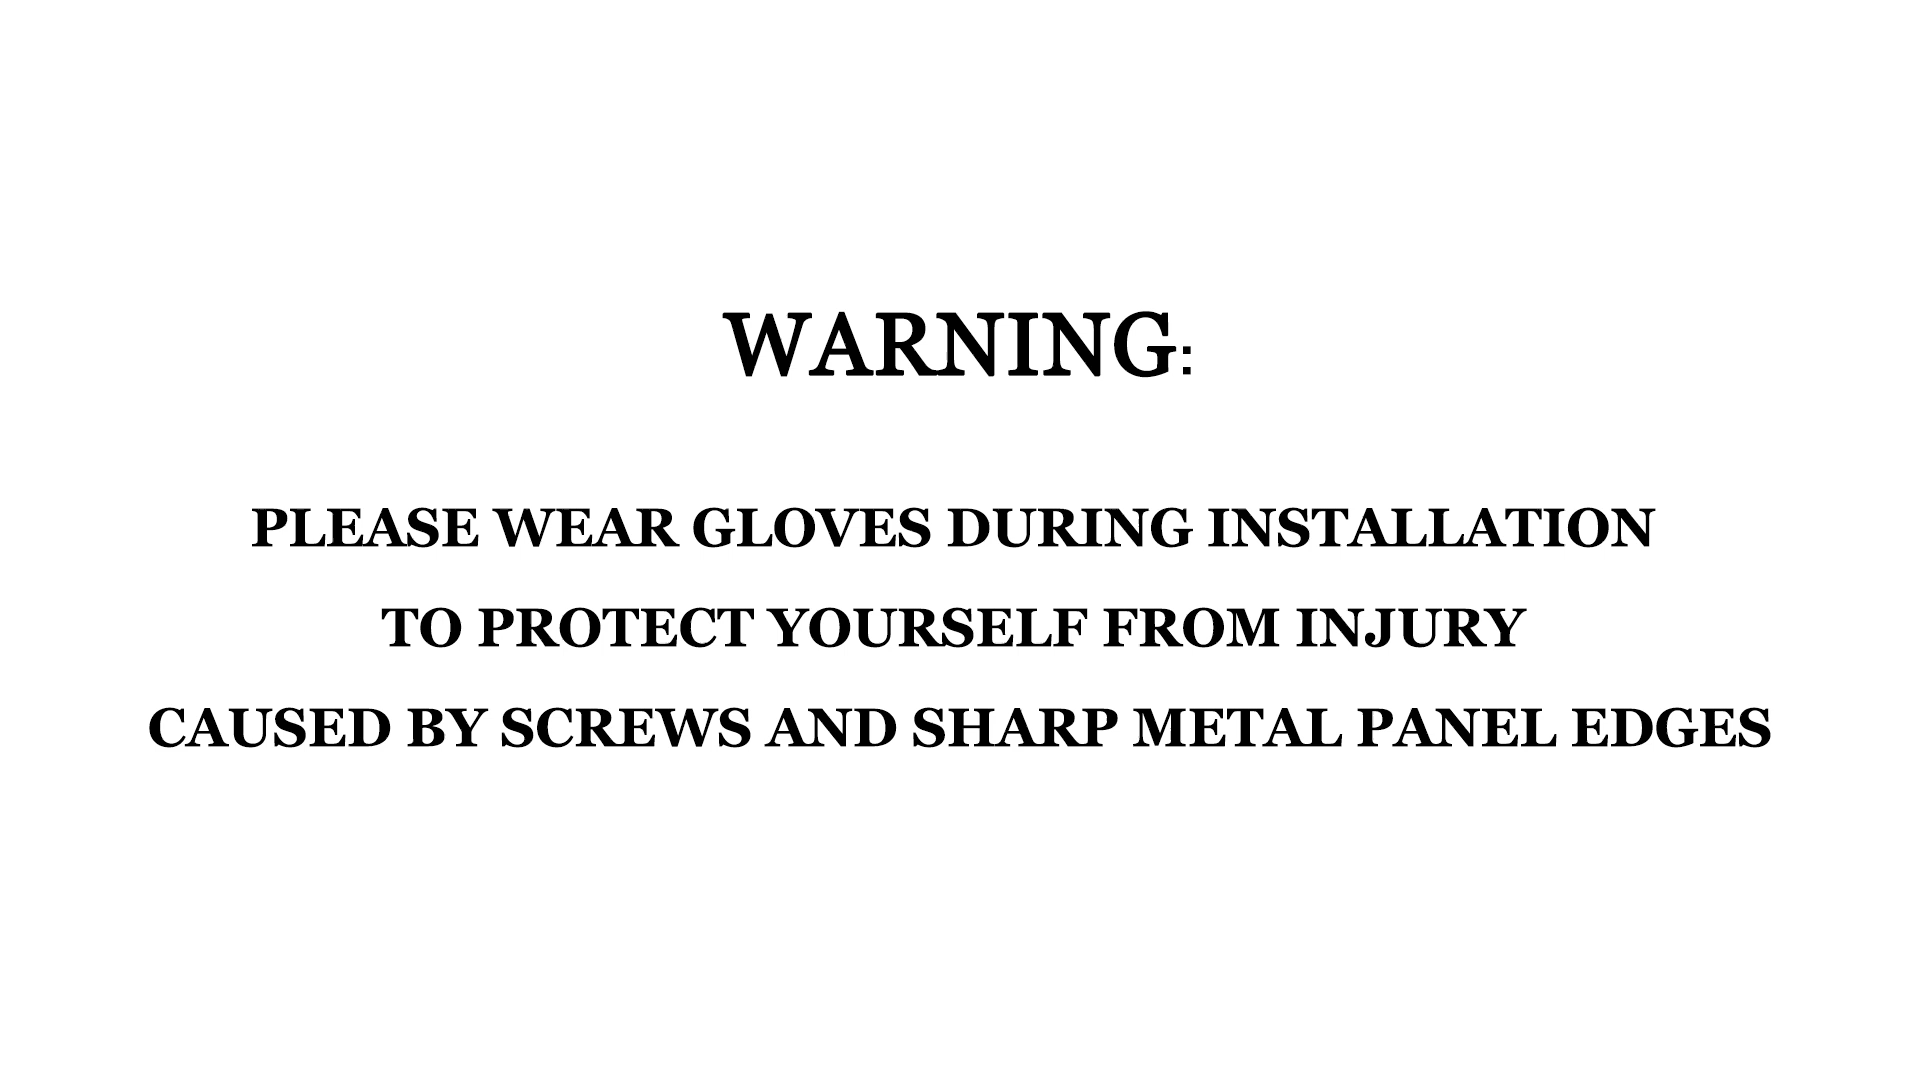 WARNING:
PLEASE WEAR GLOVES DURING INSTALLATION
TO PROTECT YOURSELF FROM INJURY
CAUSED BY SCREWS AND SHARP METAL PANEL EDGES